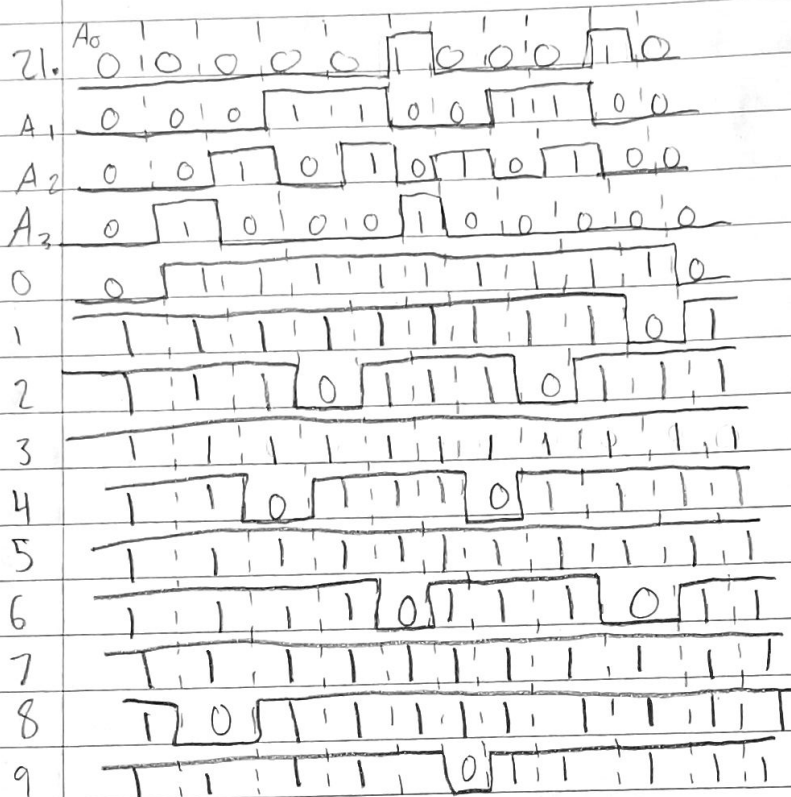 21. A0 0 0 0 0 0 1 0 0 0 1 0
A1 0 0 0 1 1 0 0 1 1 0 0
A2 0 0 1 0 1 0 1 0 1 0 0
A3 0 1 0 0 0 1 0 0 0 0 0
0 0 1 1 1 1 1 1 1 1 1 0
1 1 1 1 1 1 1 1 1 1 0 1
2 1 1 1 0 1 1 1 0 1 1 1
3 1 1 1 1 1 1 1 1 1 1 1
4 1 1 0 1 1 1 0 1 1 1 1
5 1 1 1 1 1 1 1 1 1 1 1
6 1 1 1 1 0 1 1 1 0 1 1
7 1 1 1 1 1 1 1 1 1 1 1
8 1 0 1 1 1 1 1 1 1 1 1
9 1 1 1 1 1 0 1 1 1 1 1